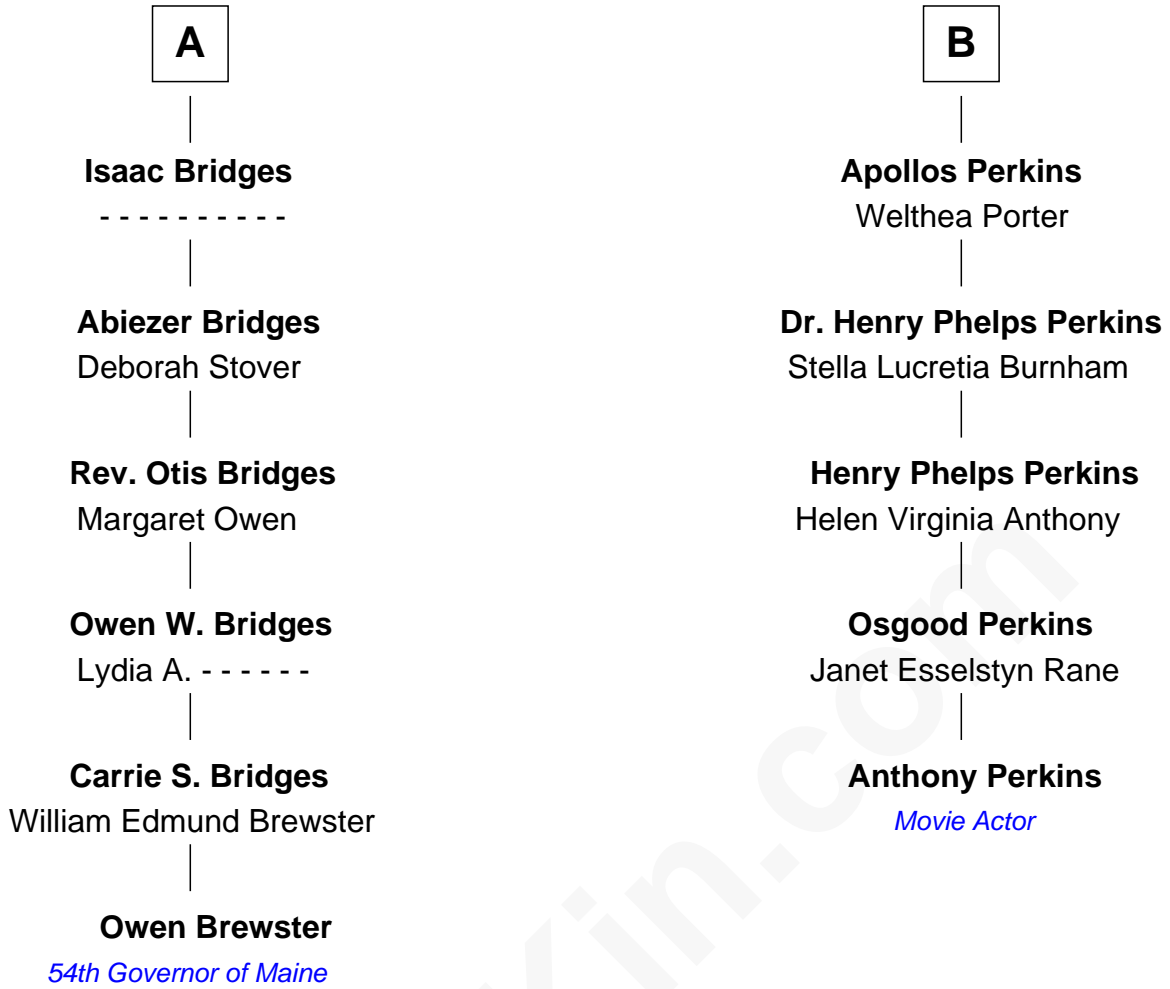 A
Isaac Bridges
- - - - - - - - - -
Abiezer Bridges
Deborah Stover
Rev. Otis Bridges
Margaret Owen
Owen W. Bridges
Lydia A. - - - - - -
Carrie S. Bridges
William Edmund Brewster
Owen Brewster
54th Governor of Maine
B
Apollos Perkins
Welthea Porter
Dr. Henry Phelps Perkins
Stella Lucretia Burnham
Henry Phelps Perkins
Helen Virginia Anthony
Osgood Perkins
Janet Esselstyn Rane
Anthony Perkins
Movie Actor